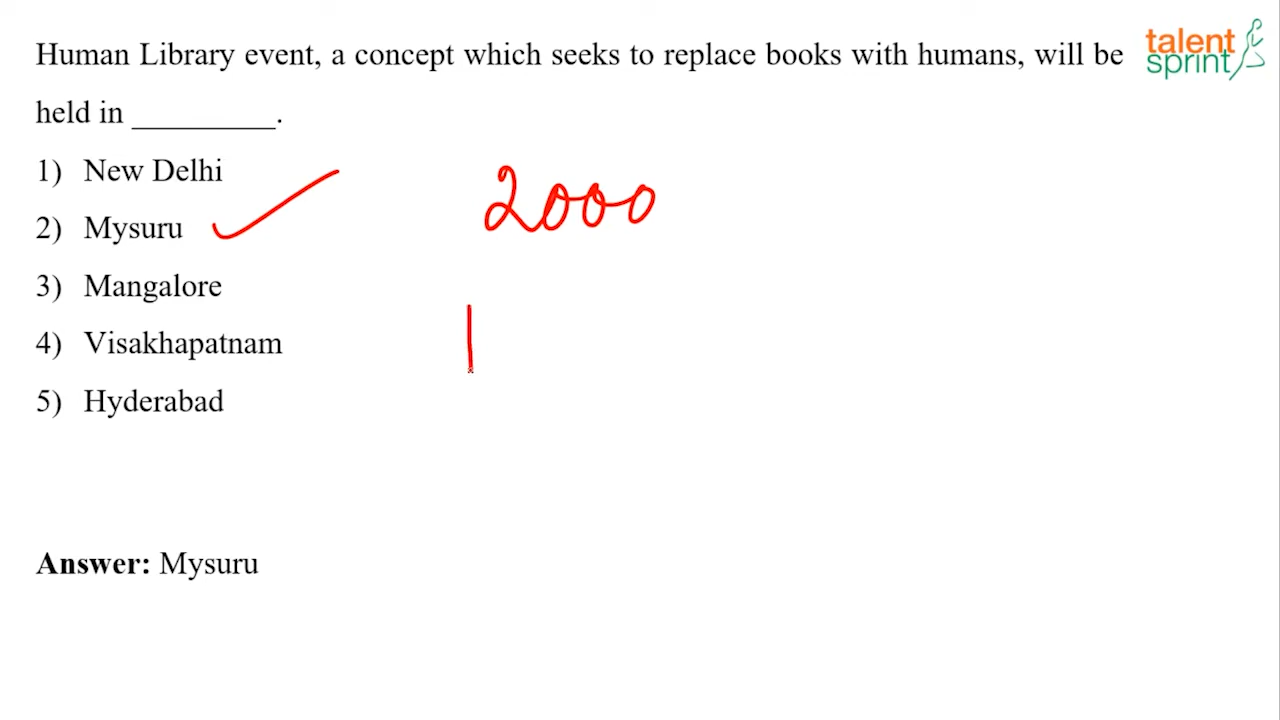 Human Library event, a concept which seeks to replace books with humans, will be
held in _________.
1) New Delhi
2) Mysuru
3) Mangalore
4) Visakhapatnam
5) Hyderabad
2000
Answer: Mysuru
talent
sprint